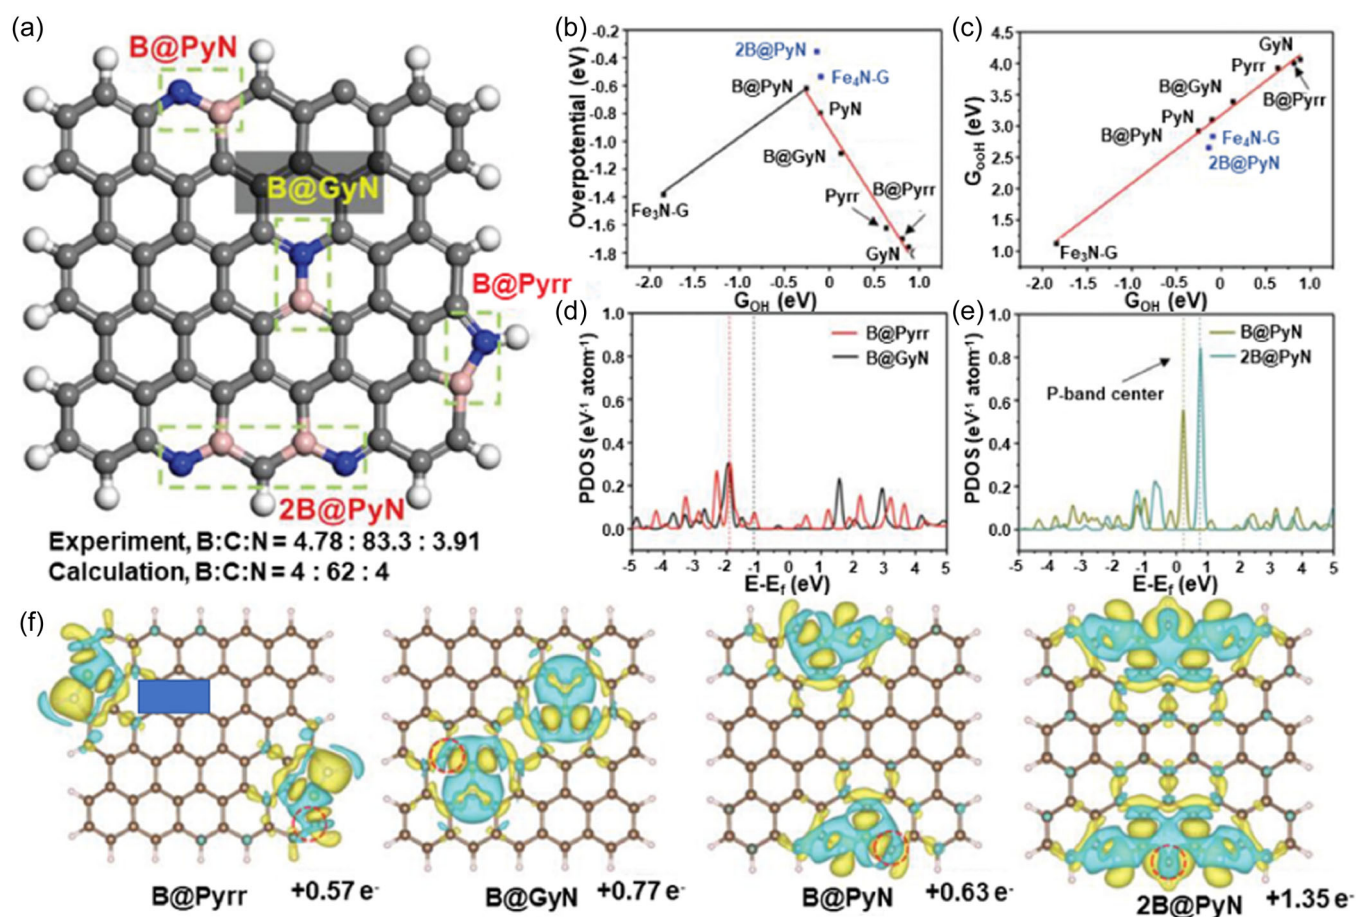 (a)
B@PyN
B@GyN
B@Pyrr
2B@PyN
Experiment, B:C:N = 4.78 : 83.3 : 3.91
Calculation, B:C:N = 4 : 62 : 4
(b)
Overpotential (eV)
-0.2
-0.4
-0.6
-0.8
-1.0
-1.2
-1.4
-1.6
-1.8
2B@PyN
Fe₄N-G
B@PyN
PyN
B@GyN
Pyrr
B@Pyrr
GyN
Fe₃N-G
-2.0 -1.5 -1.0 -0.5 0.0 0.5 1.0
G_OH (eV)
(c)
G_OOH (eV)
4.5
4.0
3.5
3.0
2.5
2.0
1.5
1.0
GyN
Pyrr
B@Pyrr
B@GyN
PyN
B@PyN
Fe₄N-G
2B@PyN
Fe₃N-G
-2.0 -1.5 -1.0 -0.5 0.0 0.5 1.0
G_OH (eV)
(d)
PDOS (eV⁻¹ atom⁻¹)
1.0
0.8
0.6
0.4
0.2
0.0
B@Pyrr
B@GyN
-5 -4 -3 -2 -1 0 1 2 3 4 5
E-E_f (eV)
(e)
PDOS (eV⁻¹ atom⁻¹)
1.0
0.8
0.6
0.4
0.2
0.0
B@PyN
2B@PyN
P-band center
-5 -4 -3 -2 -1 0 1 2 3 4 5
E-E_f (eV)
(f)
B@Pyrr +0.57 e⁻
B@GyN +0.77 e⁻
B@PyN +0.63 e⁻
2B@PyN +1.35 e⁻